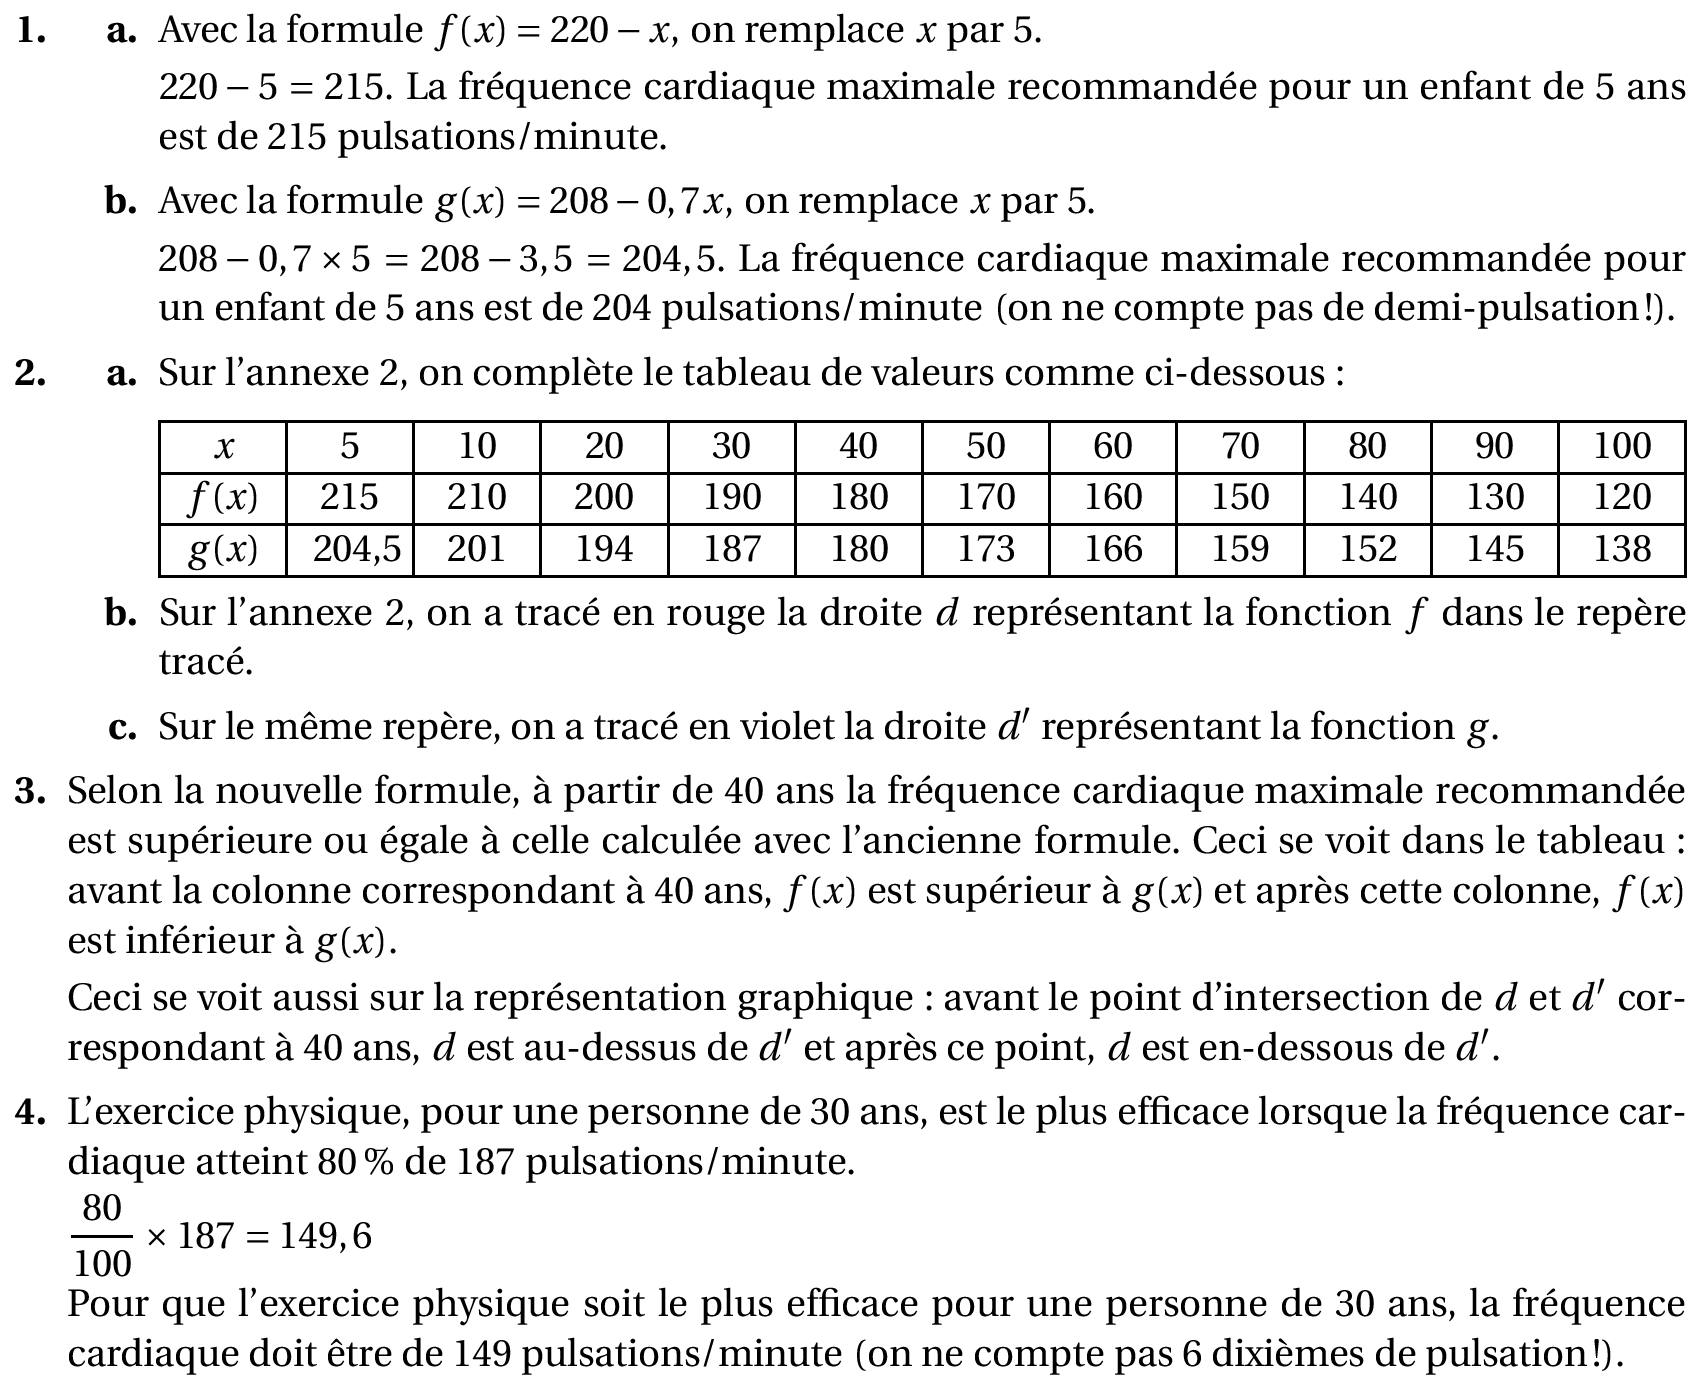 1. a. Avec la formule f(x) = 220 − x, on remplace x par 5.
220 − 5 = 215. La fréquence cardiaque maximale recommandée pour un enfant de 5 ans
est de 215 pulsations/minute.
b. Avec la formule g(x) = 208 − 0,7x, on remplace x par 5.
208 − 0,7 × 5 = 208 − 3,5 = 204,5. La fréquence cardiaque maximale recommandée pour
un enfant de 5 ans est de 204 pulsations/minute (on ne compte pas de demi-pulsation!).
2. a. Sur l'annexe 2, on complète le tableau de valeurs comme ci-dessous :
x 5 10 20 30 40 50 60 70 80 90 100
f(x) 215 210 200 190 180 170 160 150 140 130 120
g(x) 204,5 201 194 187 180 173 166 159 152 145 138
b. Sur l'annexe 2, on a tracé en rouge la droite d représentant la fonction f dans le repère
tracé.
c. Sur le même repère, on a tracé en violet la droite d′ représentant la fonction g.
3. Selon la nouvelle formule, à partir de 40 ans la fréquence cardiaque maximale recommandée
est supérieure ou égale à celle calculée avec l'ancienne formule. Ceci se voit dans le tableau :
avant la colonne correspondant à 40 ans, f(x) est supérieur à g(x) et après cette colonne, f(x)
est inférieur à g(x).
Ceci se voit aussi sur la représentation graphique : avant le point d'intersection de d et d′ cor-
respondant à 40 ans, d est au-dessus de d′ et après ce point, d est en-dessous de d′.
4. L'exercice physique, pour une personne de 30 ans, est le plus efficace lorsque la fréquence car-
diaque atteint 80 % de 187 pulsations/minute.
80/100 × 187 = 149,6
Pour que l'exercice physique soit le plus efficace pour une personne de 30 ans, la fréquence
cardiaque doit être de 149 pulsations/minute (on ne compte pas 6 dixièmes de pulsation!).